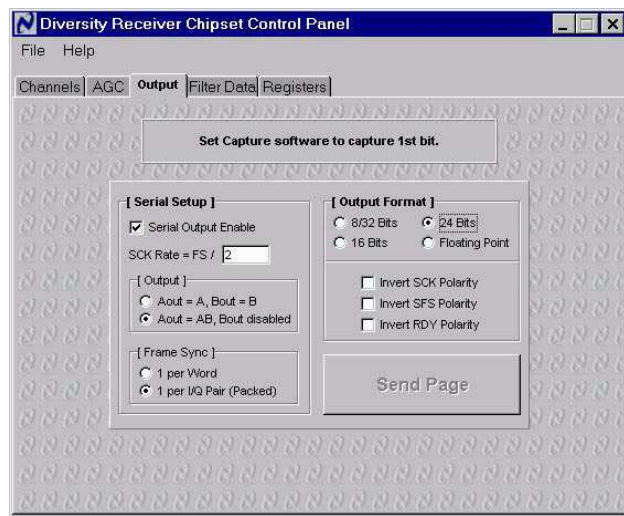 Diversity Receiver Chipset Control Panel
File Help
Channels AGC Output Filter Data Registers
Set Capture software to capture 1st bit.
[ Serial Setup ]
Serial Output Enable
SCK Rate = FS / 2
[ Output ]
Aout = A, Bout = B
Aout = AB, Bout disabled
[ Frame Sync ]
1 per Word
1 per I/Q Pair (Packed)
[ Output Format ]
8/32 Bits 24 Bits
16 Bits Floating Point
Invert SCK Polarity
Invert SFS Polarity
Invert RDY Polarity
Send Page